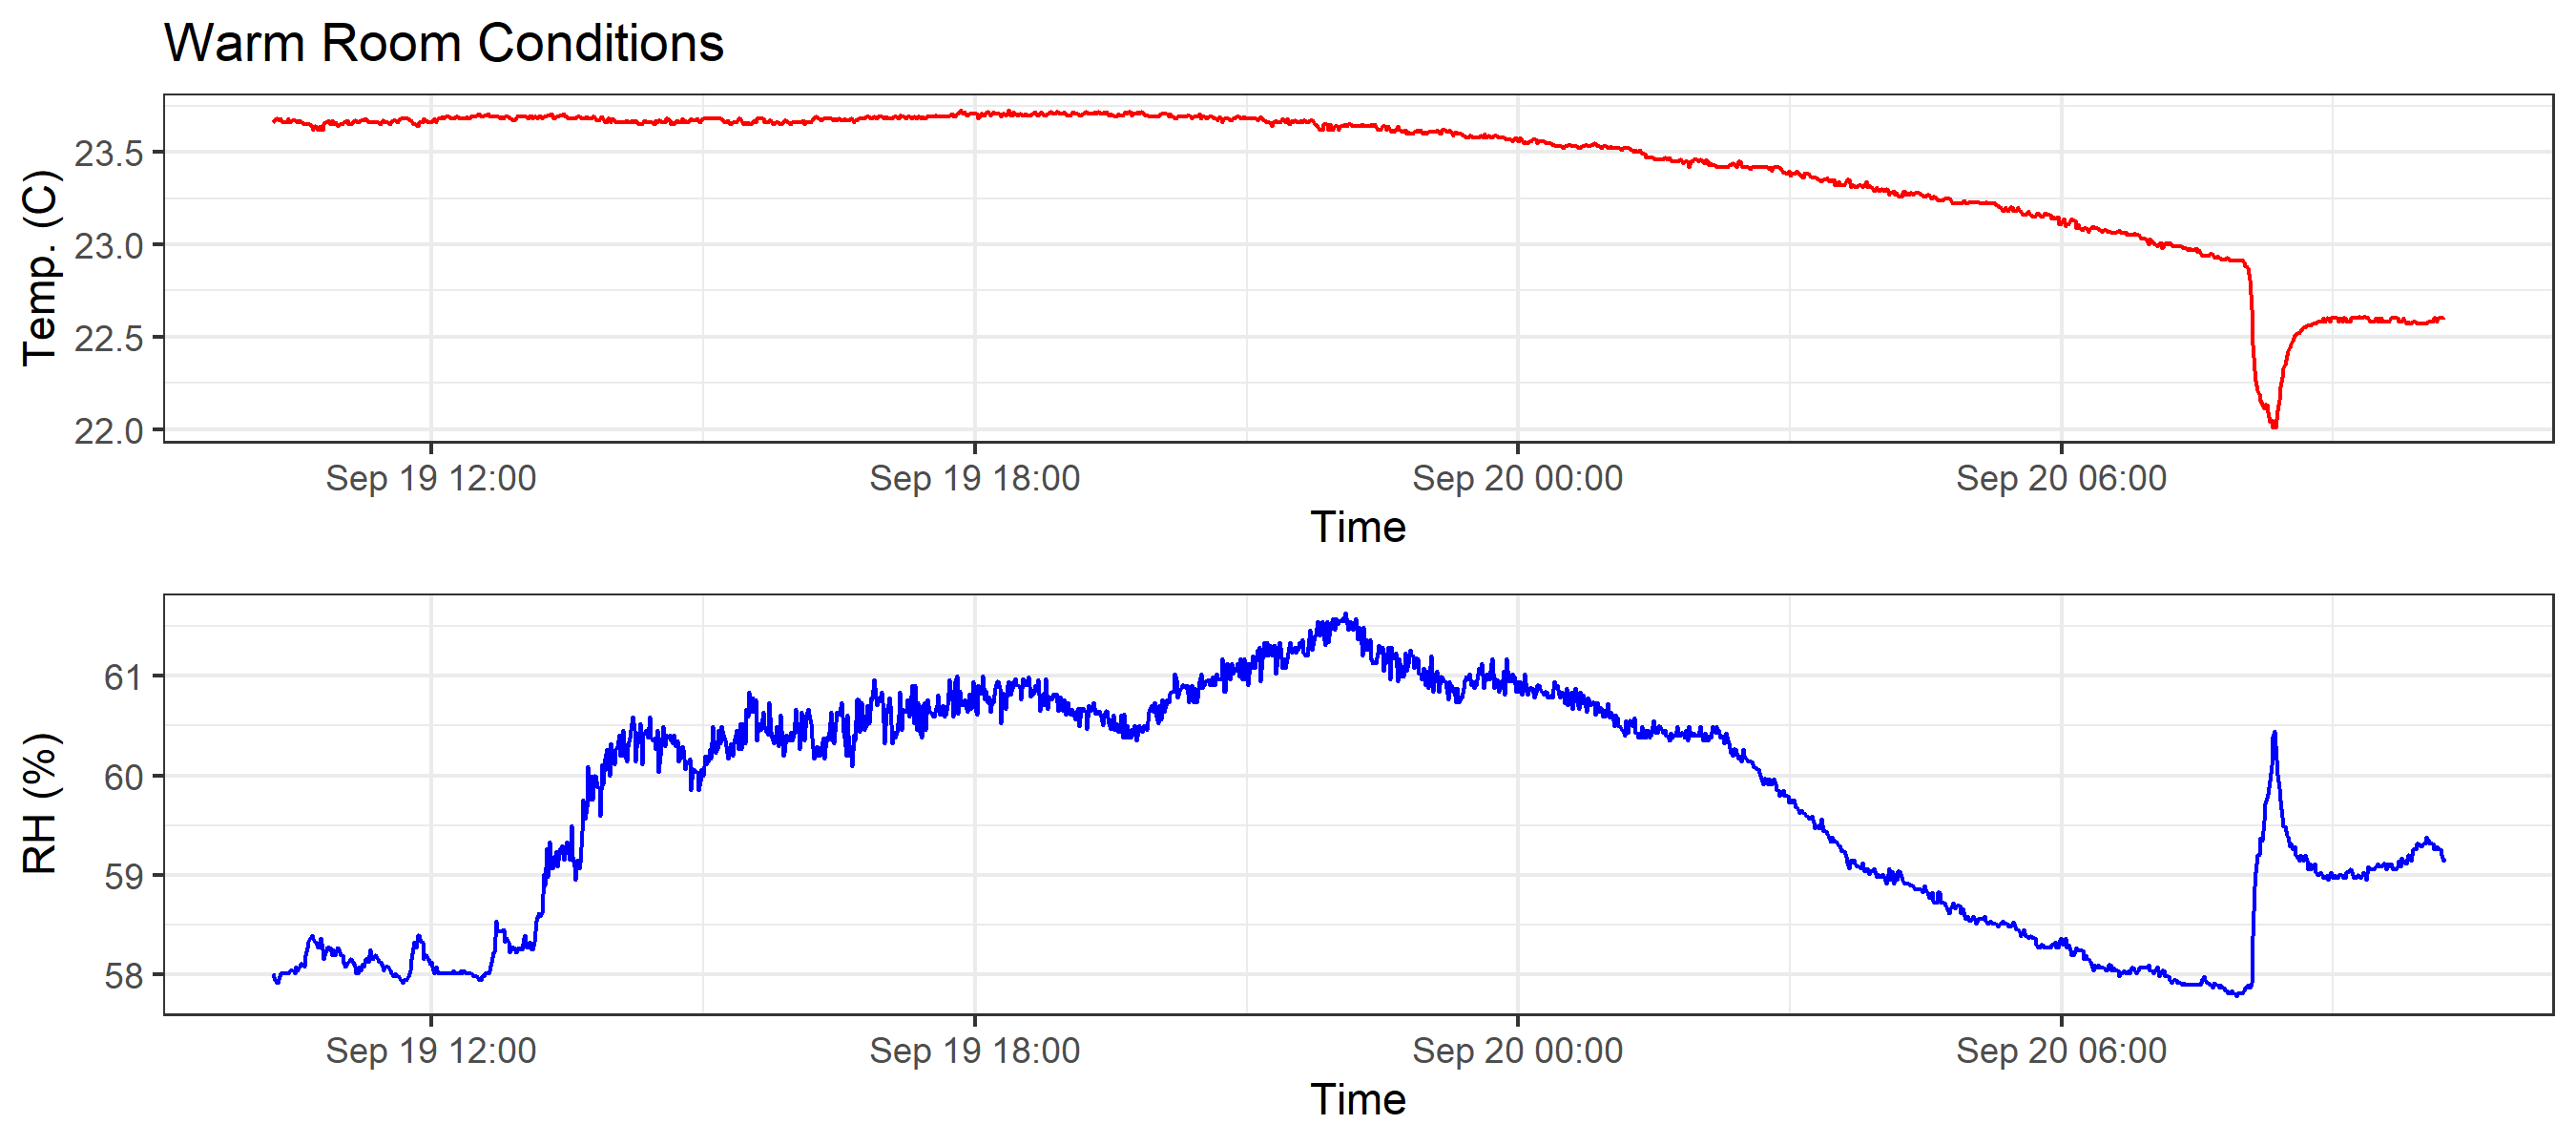 Warm Room Conditions
Temp. (C)
23.5
23.0
22.5
22.0
Sep 19 12:00 Sep 19 18:00 Sep 20 00:00 Sep 20 06:00
Time
RH (%)
61
60
59
58
Sep 19 12:00 Sep 19 18:00 Sep 20 00:00 Sep 20 06:00
Time